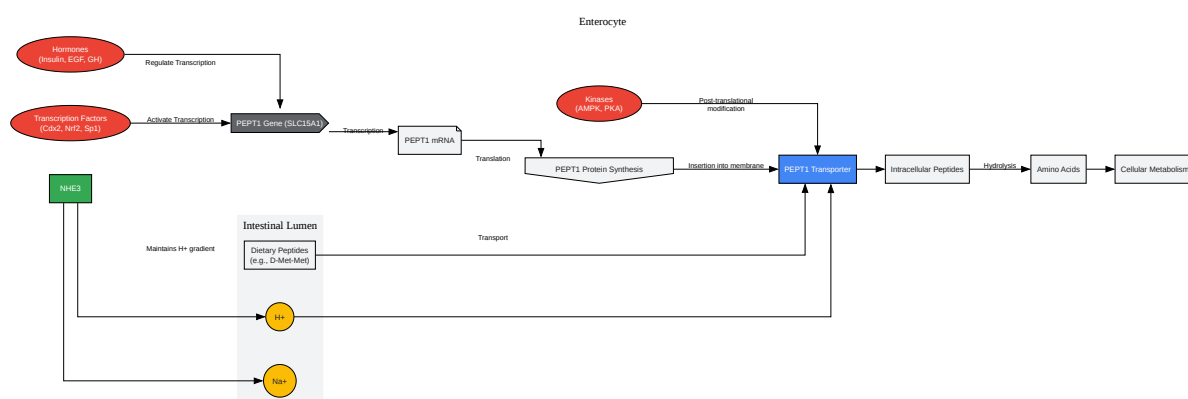 Enterocyte
Hormones
(Insulin, EGF, GH)
Regulate Transcription
Transcription Factors
(Cdx2, Nrf2, Sp1)
Activate Transcription
PEPT1 Gene (SLC15A1)
Transcription
PEPT1 mRNA
Translation
PEPT1 Protein Synthesis
Kinases
(AMPK, PKA)
Post-translational
modification
Insertion into membrane
PEPT1 Transporter
Intracellular Peptides
Hydrolysis
Amino Acids
Cellular Metabolism
NHE3
Maintains H+ gradient
Intestinal Lumen
Dietary Peptides
(e.g., D-Met-Met)
Transport
H+
Na+